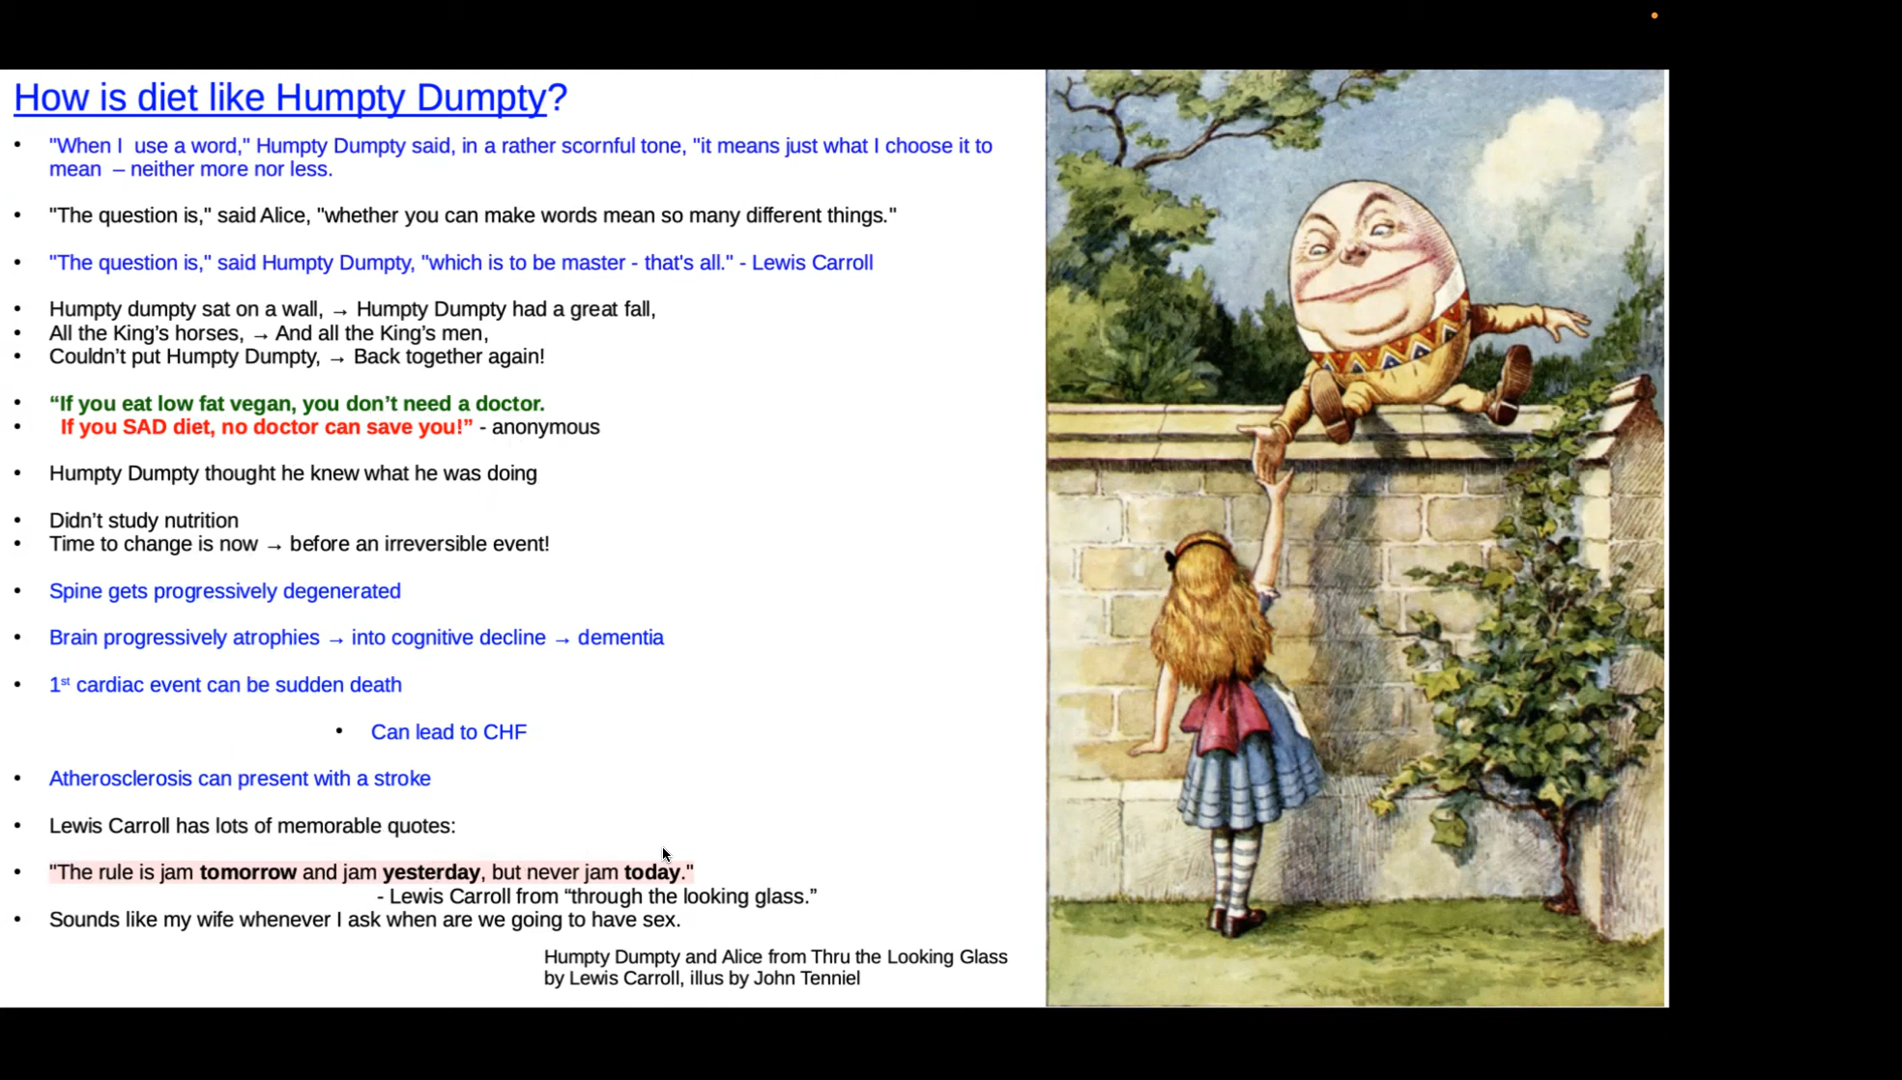 How is diet like Humpty Dumpty?
• "When I  use a word," Humpty Dumpty said, in a rather scornful tone, "it means just what I choose it to
mean  – neither more nor less.
• "The question is," said Alice, "whether you can make words mean so many different things."
• "The question is," said Humpty Dumpty, "which is to be master - that's all." - Lewis Carroll
• Humpty dumpty sat on a wall, → Humpty Dumpty had a great fall,
• All the King’s horses, → And all the King’s men,
• Couldn’t put Humpty Dumpty, → Back together again!
• “If you eat low fat vegan, you don’t need a doctor.
• If you SAD diet, no doctor can save you!” - anonymous
• Humpty Dumpty thought he knew what he was doing
• Didn’t study nutrition
• Time to change is now → before an irreversible event!
• Spine gets progressively degenerated
• Brain progressively atrophies → into cognitive decline → dementia
• 1st cardiac event can be sudden death
• Can lead to CHF
• Atherosclerosis can present with a stroke
• Lewis Carroll has lots of memorable quotes:
• "The rule is jam tomorrow and jam yesterday, but never jam today."
- Lewis Carroll from “through the looking glass.”
• Sounds like my wife whenever I ask when are we going to have sex.
Humpty Dumpty and Alice from Thru the Looking Glass
by Lewis Carroll, illus by John Tenniel